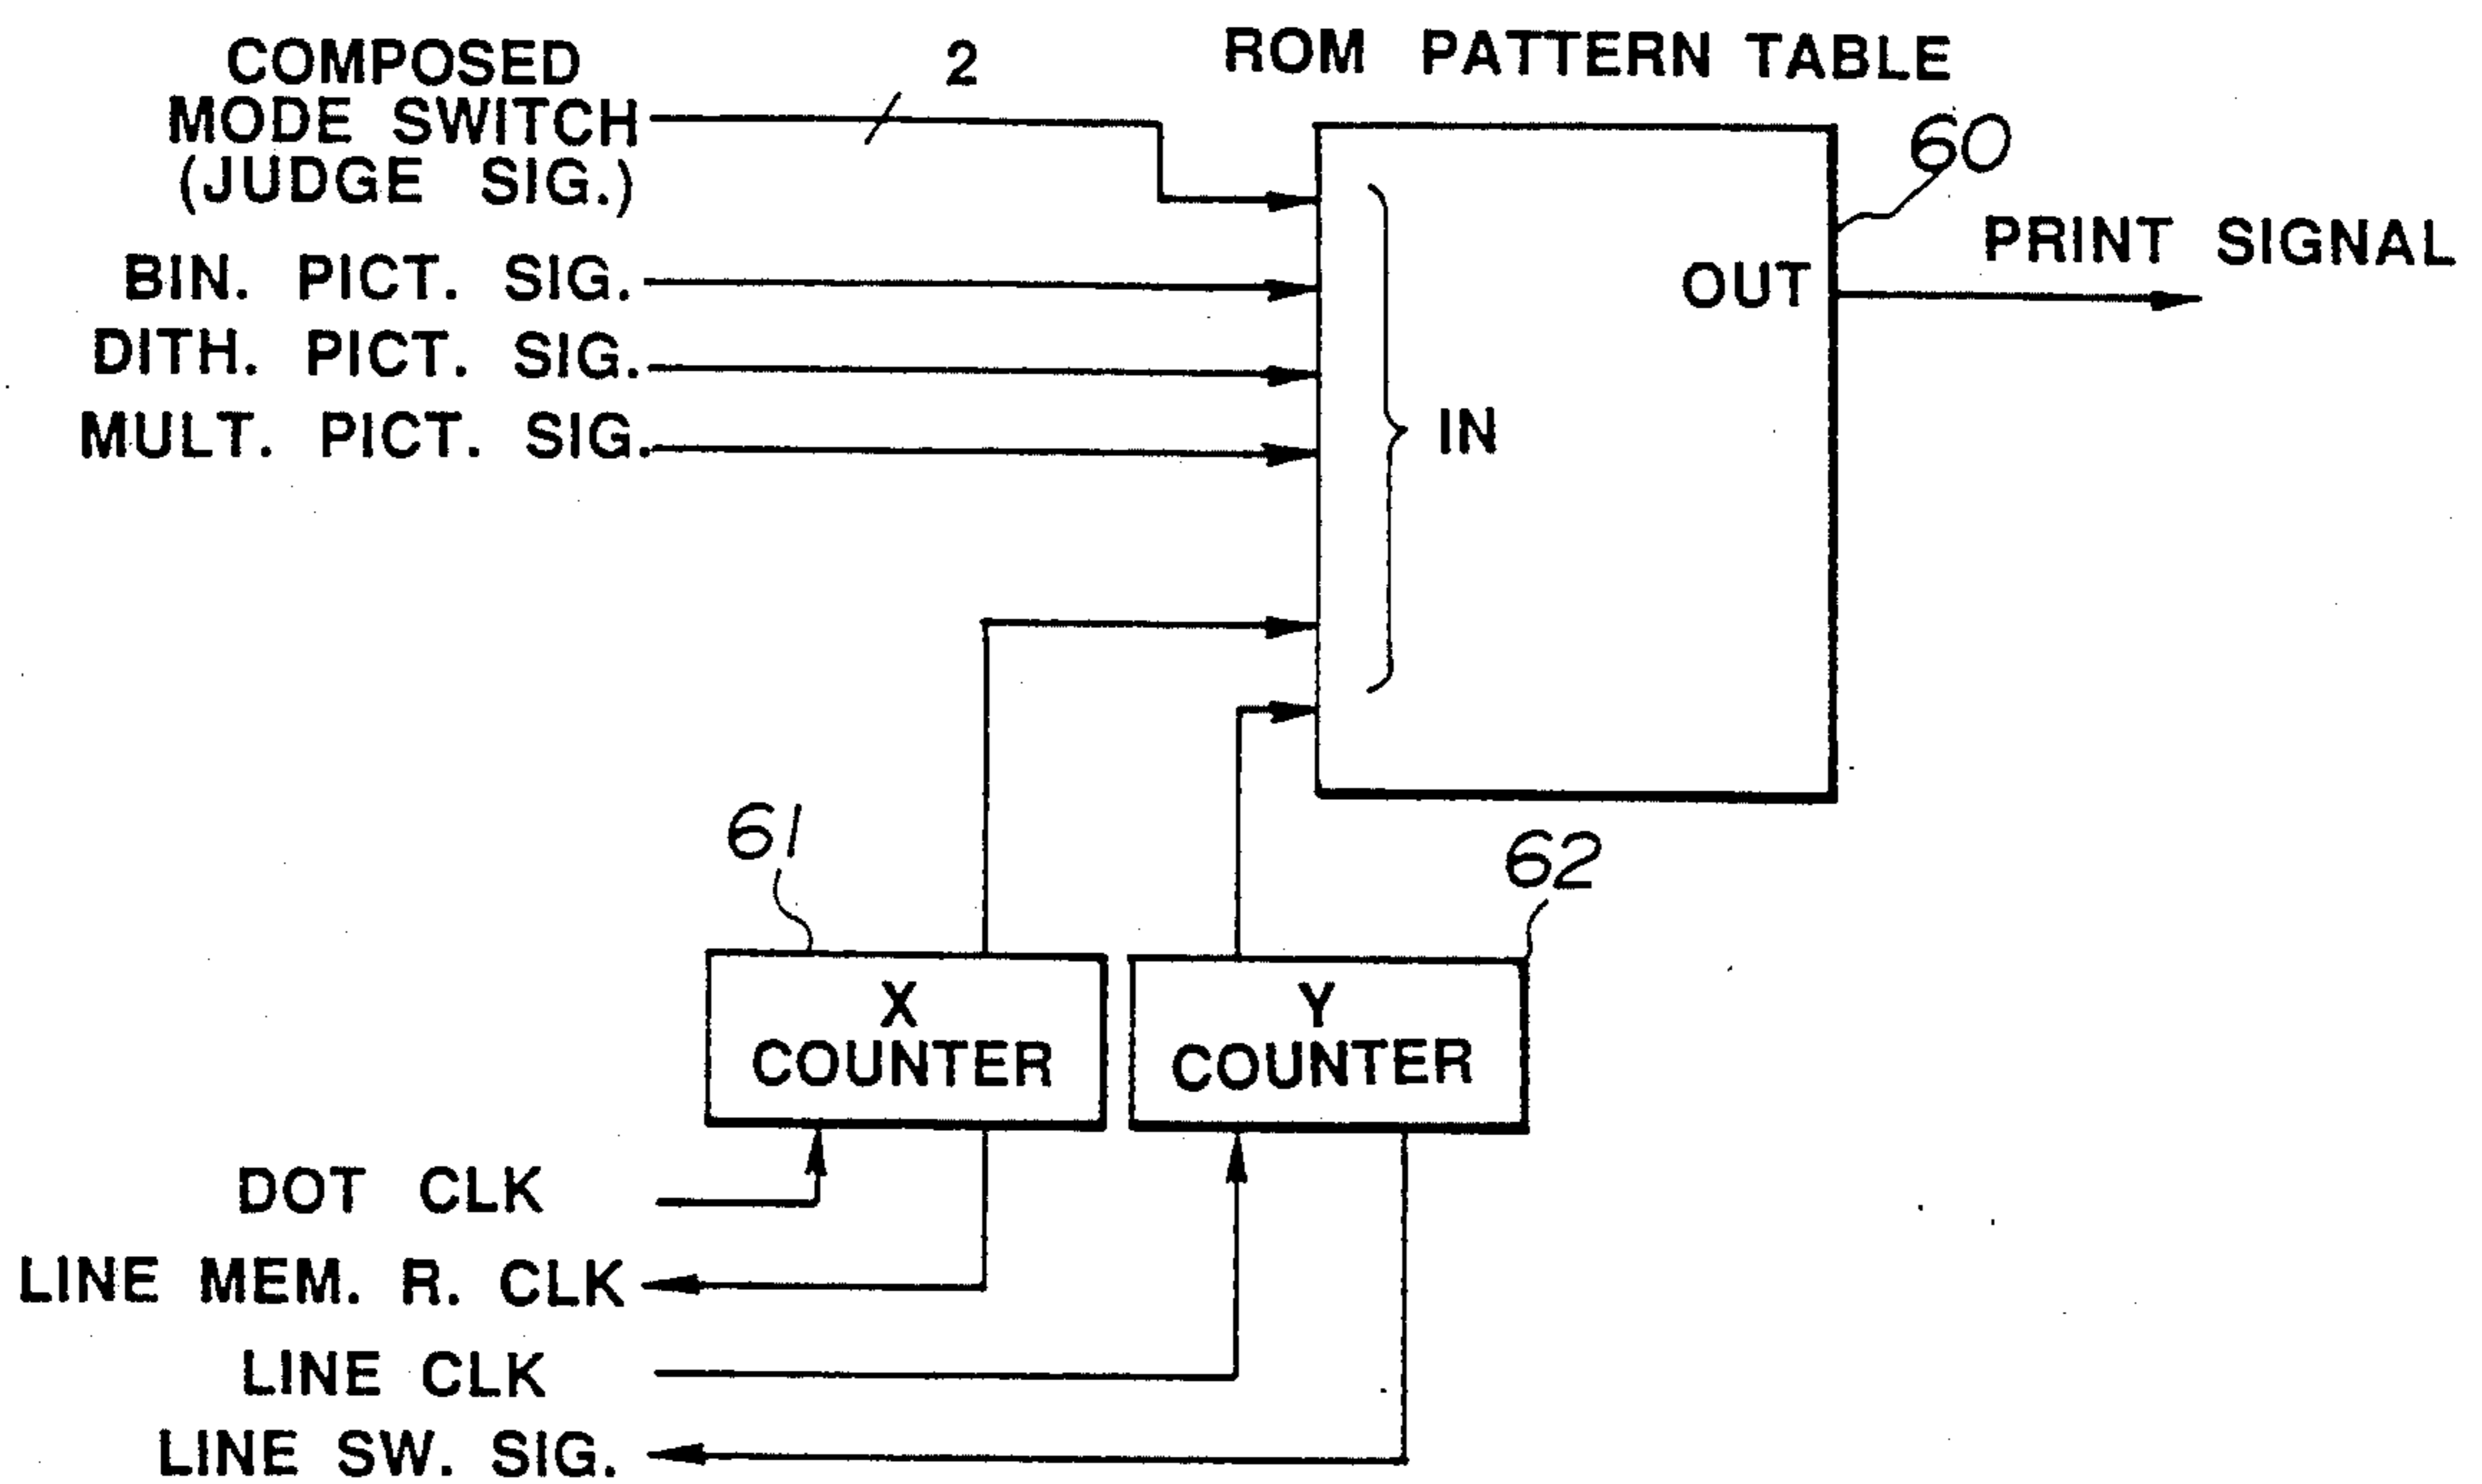 COMPOSED
MODE SWITCH
(JUDGE SIG.)
2
ROM PATTERN TABLE
60
BIN. PICT. SIG.
DITH. PICT. SIG.
MULT. PICT. SIG.
IN
OUT
PRINT SIGNAL
61
62
X
COUNTER
Y
COUNTER
DOT CLK
LINE MEM. R. CLK
LINE CLK
LINE SW. SIG.